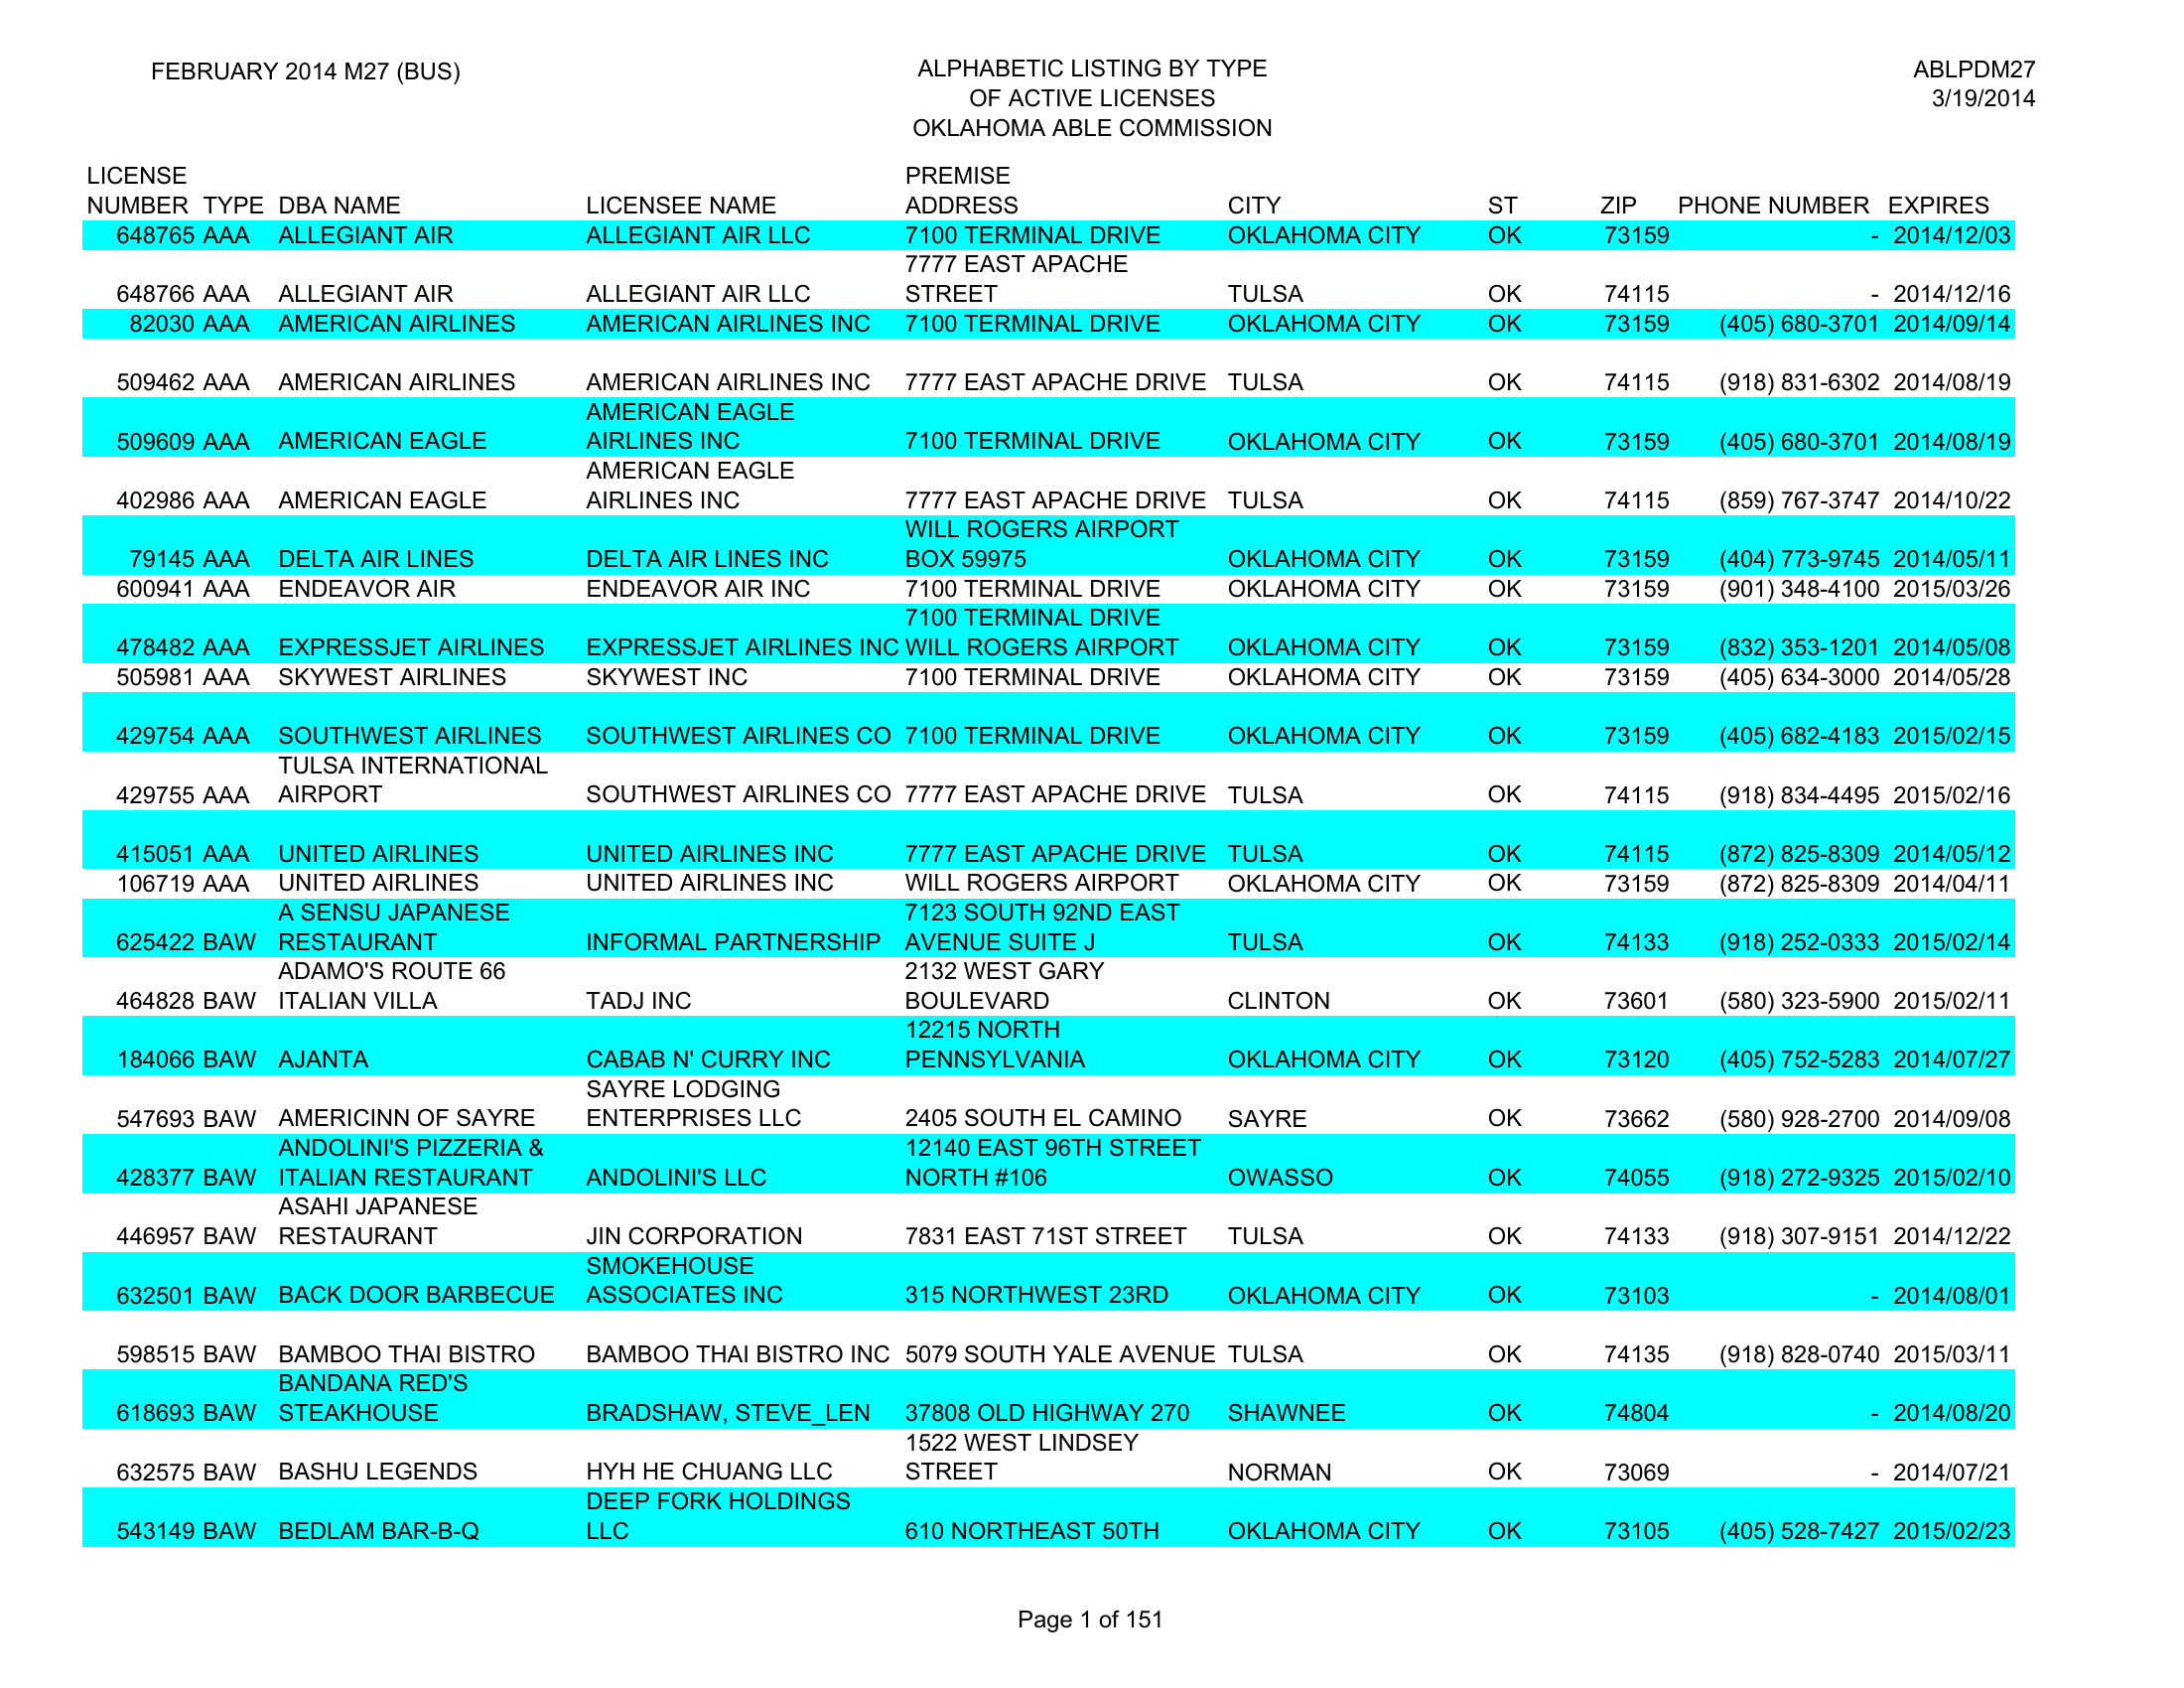 FEBRUARY 2014 M27 (BUS)
ALPHABETIC LISTING BY TYPE
OF ACTIVE LICENSES
OKLAHOMA ABLE COMMISSION
ABLPDM27
3/19/2014
LICENSE PREMISE
NUMBER TYPE DBA NAME LICENSEE NAME ADDRESS CITY ST ZIP PHONE NUMBER EXPIRES
648765 AAA ALLEGIANT AIR ALLEGIANT AIR LLC 7100 TERMINAL DRIVE OKLAHOMA CITY OK 73159 - 2014/12/03
7777 EAST APACHE
648766 AAA ALLEGIANT AIR ALLEGIANT AIR LLC STREET TULSA OK 74115 - 2014/12/16
82030 AAA AMERICAN AIRLINES AMERICAN AIRLINES INC 7100 TERMINAL DRIVE OKLAHOMA CITY OK 73159 (405) 680-3701 2014/09/14
509462 AAA AMERICAN AIRLINES AMERICAN AIRLINES INC 7777 EAST APACHE DRIVE TULSA OK 74115 (918) 831-6302 2014/08/19
AMERICAN EAGLE
509609 AAA AMERICAN EAGLE AIRLINES INC 7100 TERMINAL DRIVE OKLAHOMA CITY OK 73159 (405) 680-3701 2014/08/19
AMERICAN EAGLE
402986 AAA AMERICAN EAGLE AIRLINES INC 7777 EAST APACHE DRIVE TULSA OK 74115 (859) 767-3747 2014/10/22
WILL ROGERS AIRPORT
79145 AAA DELTA AIR LINES DELTA AIR LINES INC BOX 59975 OKLAHOMA CITY OK 73159 (404) 773-9745 2014/05/11
600941 AAA ENDEAVOR AIR ENDEAVOR AIR INC 7100 TERMINAL DRIVE OKLAHOMA CITY OK 73159 (901) 348-4100 2015/03/26
7100 TERMINAL DRIVE
478482 AAA EXPRESSJET AIRLINES EXPRESSJET AIRLINES INC WILL ROGERS AIRPORT OKLAHOMA CITY OK 73159 (832) 353-1201 2014/05/08
505981 AAA SKYWEST AIRLINES SKYWEST INC 7100 TERMINAL DRIVE OKLAHOMA CITY OK 73159 (405) 634-3000 2014/05/28
429754 AAA SOUTHWEST AIRLINES SOUTHWEST AIRLINES CO 7100 TERMINAL DRIVE OKLAHOMA CITY OK 73159 (405) 682-4183 2015/02/15
TULSA INTERNATIONAL
429755 AAA AIRPORT SOUTHWEST AIRLINES CO 7777 EAST APACHE DRIVE TULSA OK 74115 (918) 834-4495 2015/02/16
415051 AAA UNITED AIRLINES UNITED AIRLINES INC 7777 EAST APACHE DRIVE TULSA OK 74115 (872) 825-8309 2014/05/12
106719 AAA UNITED AIRLINES UNITED AIRLINES INC WILL ROGERS AIRPORT OKLAHOMA CITY OK 73159 (872) 825-8309 2014/04/11
A SENSU JAPANESE 7123 SOUTH 92ND EAST
625422 BAW RESTAURANT INFORMAL PARTNERSHIP AVENUE SUITE J TULSA OK 74133 (918) 252-0333 2015/02/14
ADAMO'S ROUTE 66 2132 WEST GARY
464828 BAW ITALIAN VILLA TADJ INC BOULEVARD CLINTON OK 73601 (580) 323-5900 2015/02/11
12215 NORTH
184066 BAW AJANTA CABAB N' CURRY INC PENNSYLVANIA OKLAHOMA CITY OK 73120 (405) 752-5283 2014/07/27
SAYRE LODGING
547693 BAW AMERICINN OF SAYRE ENTERPRISES LLC 2405 SOUTH EL CAMINO SAYRE OK 73662 (580) 928-2700 2014/09/08
ANDOLINI'S PIZZERIA & 12140 EAST 96TH STREET
428377 BAW ITALIAN RESTAURANT ANDOLINI'S LLC NORTH #106 OWASSO OK 74055 (918) 272-9325 2015/02/10
ASAHI JAPANESE
446957 BAW RESTAURANT JIN CORPORATION 7831 EAST 71ST STREET TULSA OK 74133 (918) 307-9151 2014/12/22
SMOKEHOUSE
632501 BAW BACK DOOR BARBECUE ASSOCIATES INC 315 NORTHWEST 23RD OKLAHOMA CITY OK 73103 - 2014/08/01
598515 BAW BAMBOO THAI BISTRO BAMBOO THAI BISTRO INC 5079 SOUTH YALE AVENUE TULSA OK 74135 (918) 828-0740 2015/03/11
BANDANA RED'S
618693 BAW STEAKHOUSE BRADSHAW, STEVE_LEN 37808 OLD HIGHWAY 270 SHAWNEE OK 74804 - 2014/08/20
1522 WEST LINDSEY
632575 BAW BASHU LEGENDS HYH HE CHUANG LLC STREET NORMAN OK 73069 - 2014/07/21
DEEP FORK HOLDINGS
543149 BAW BEDLAM BAR-B-Q LLC 610 NORTHEAST 50TH OKLAHOMA CITY OK 73105 (405) 528-7427 2015/02/23
Page 1 of 151